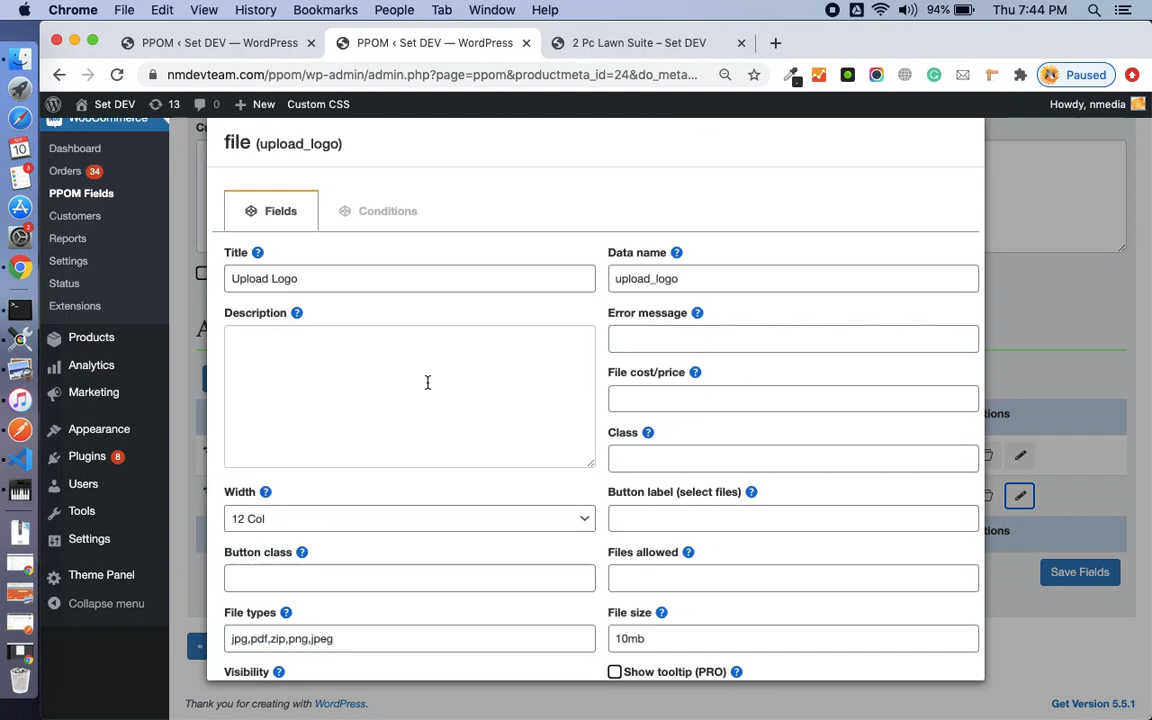 Chrome File Edit View History Bookmarks People Tab Window Help 94% Thu 7:44 PM
PPOM ‹ Set DEV — WordPress PPOM ‹ Set DEV — WordPress 2 Pc Lawn Suite – Set DEV
nmdevteam.com/ppom/wp-admin/admin.php?page=ppom&productmeta_id=24&do_meta... Paused
Set DEV 13 0 New Custom CSS Howdy, nmedia
WooCommerce
Dashboard
Orders 34
PPOM Fields
Customers
Reports
Settings
Status
Extensions
Products
Analytics
Marketing
Appearance
Plugins 8
Users
Tools
Settings
Theme Panel
Collapse menu
file (upload_logo)
Fields Conditions
Title ? Data name ?
Upload Logo upload_logo
Description ? Error message ?
File cost/price ?
Class ?
Width ? Button label (select files) ?
12 Col
Button class ? Files allowed ?
File types ? File size ?
jpg,pdf,zip,png,jpeg 10mb
Visibility ? Show tooltip (PRO) ?
Save Fields
Thank you for creating with WordPress. Get Version 5.5.1